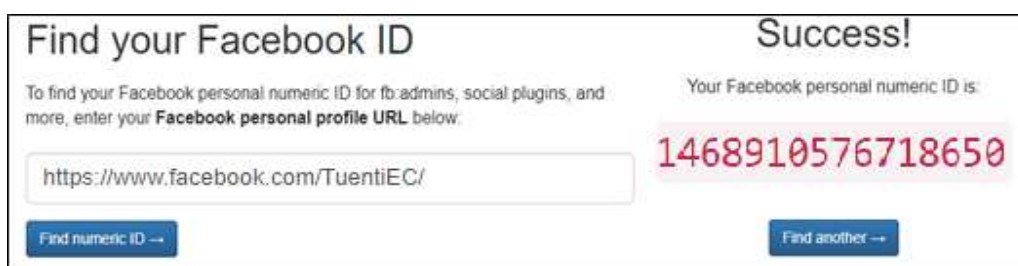 Find your Facebook ID
To find your Facebook personal numeric ID for fb:admins, social plugins, and
more, enter your Facebook personal profile URL below:
https://www.facebook.com/TuentiEC/
Find numeric ID →
Success!
Your Facebook personal numeric ID is:
1468910576718650
Find another →